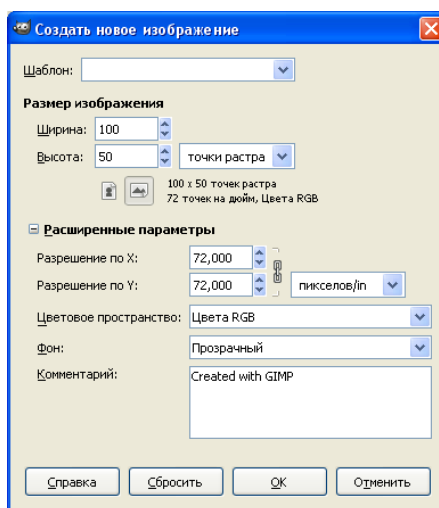 Создать новое изображение
Шаблон:
Размер изображения
Ширина: 100
Высота: 50 точки растра
100 x 50 точек растра
72 точек на дюйм, Цвета RGB
Расширенные параметры
Разрешение по X: 72,000
Разрешение по Y: 72,000 пикселов/in
Цветовое пространство: Цвета RGB
Фон: Прозрачный
Комментарий: Created with GIMP
Справка Сбросить OK Отменить